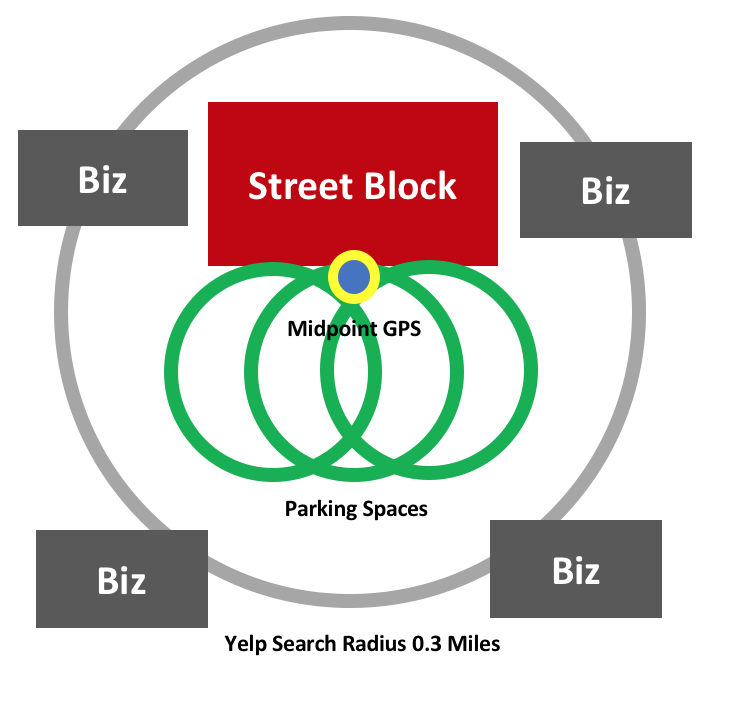 Biz
Street Block
Biz
Midpoint GPS
Parking Spaces
Biz
Biz
Yelp Search Radius 0.3 Miles